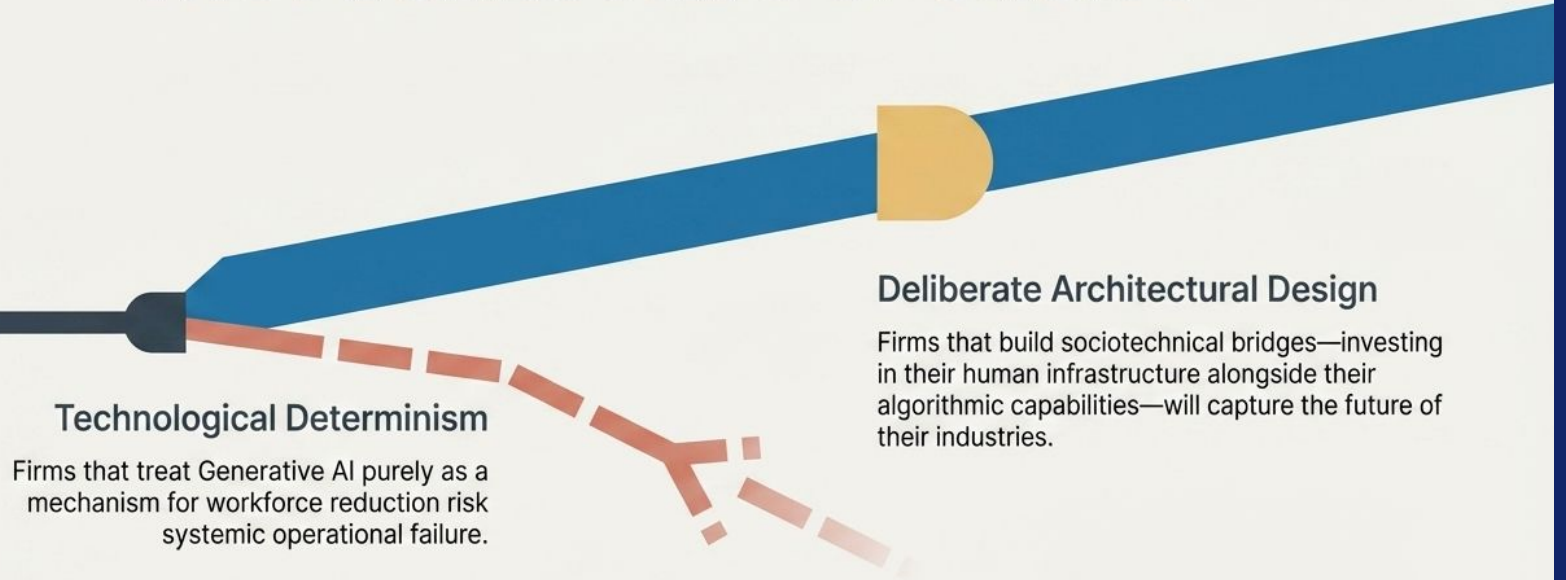 Technological Determinism
Firms that treat Generative AI purely as a
mechanism for workforce reduction risk
systemic operational failure.
Deliberate Architectural Design
Firms that build sociotechnical bridges—investing
in their human infrastructure alongside their
algorithmic capabilities—will capture the future of
their industries.